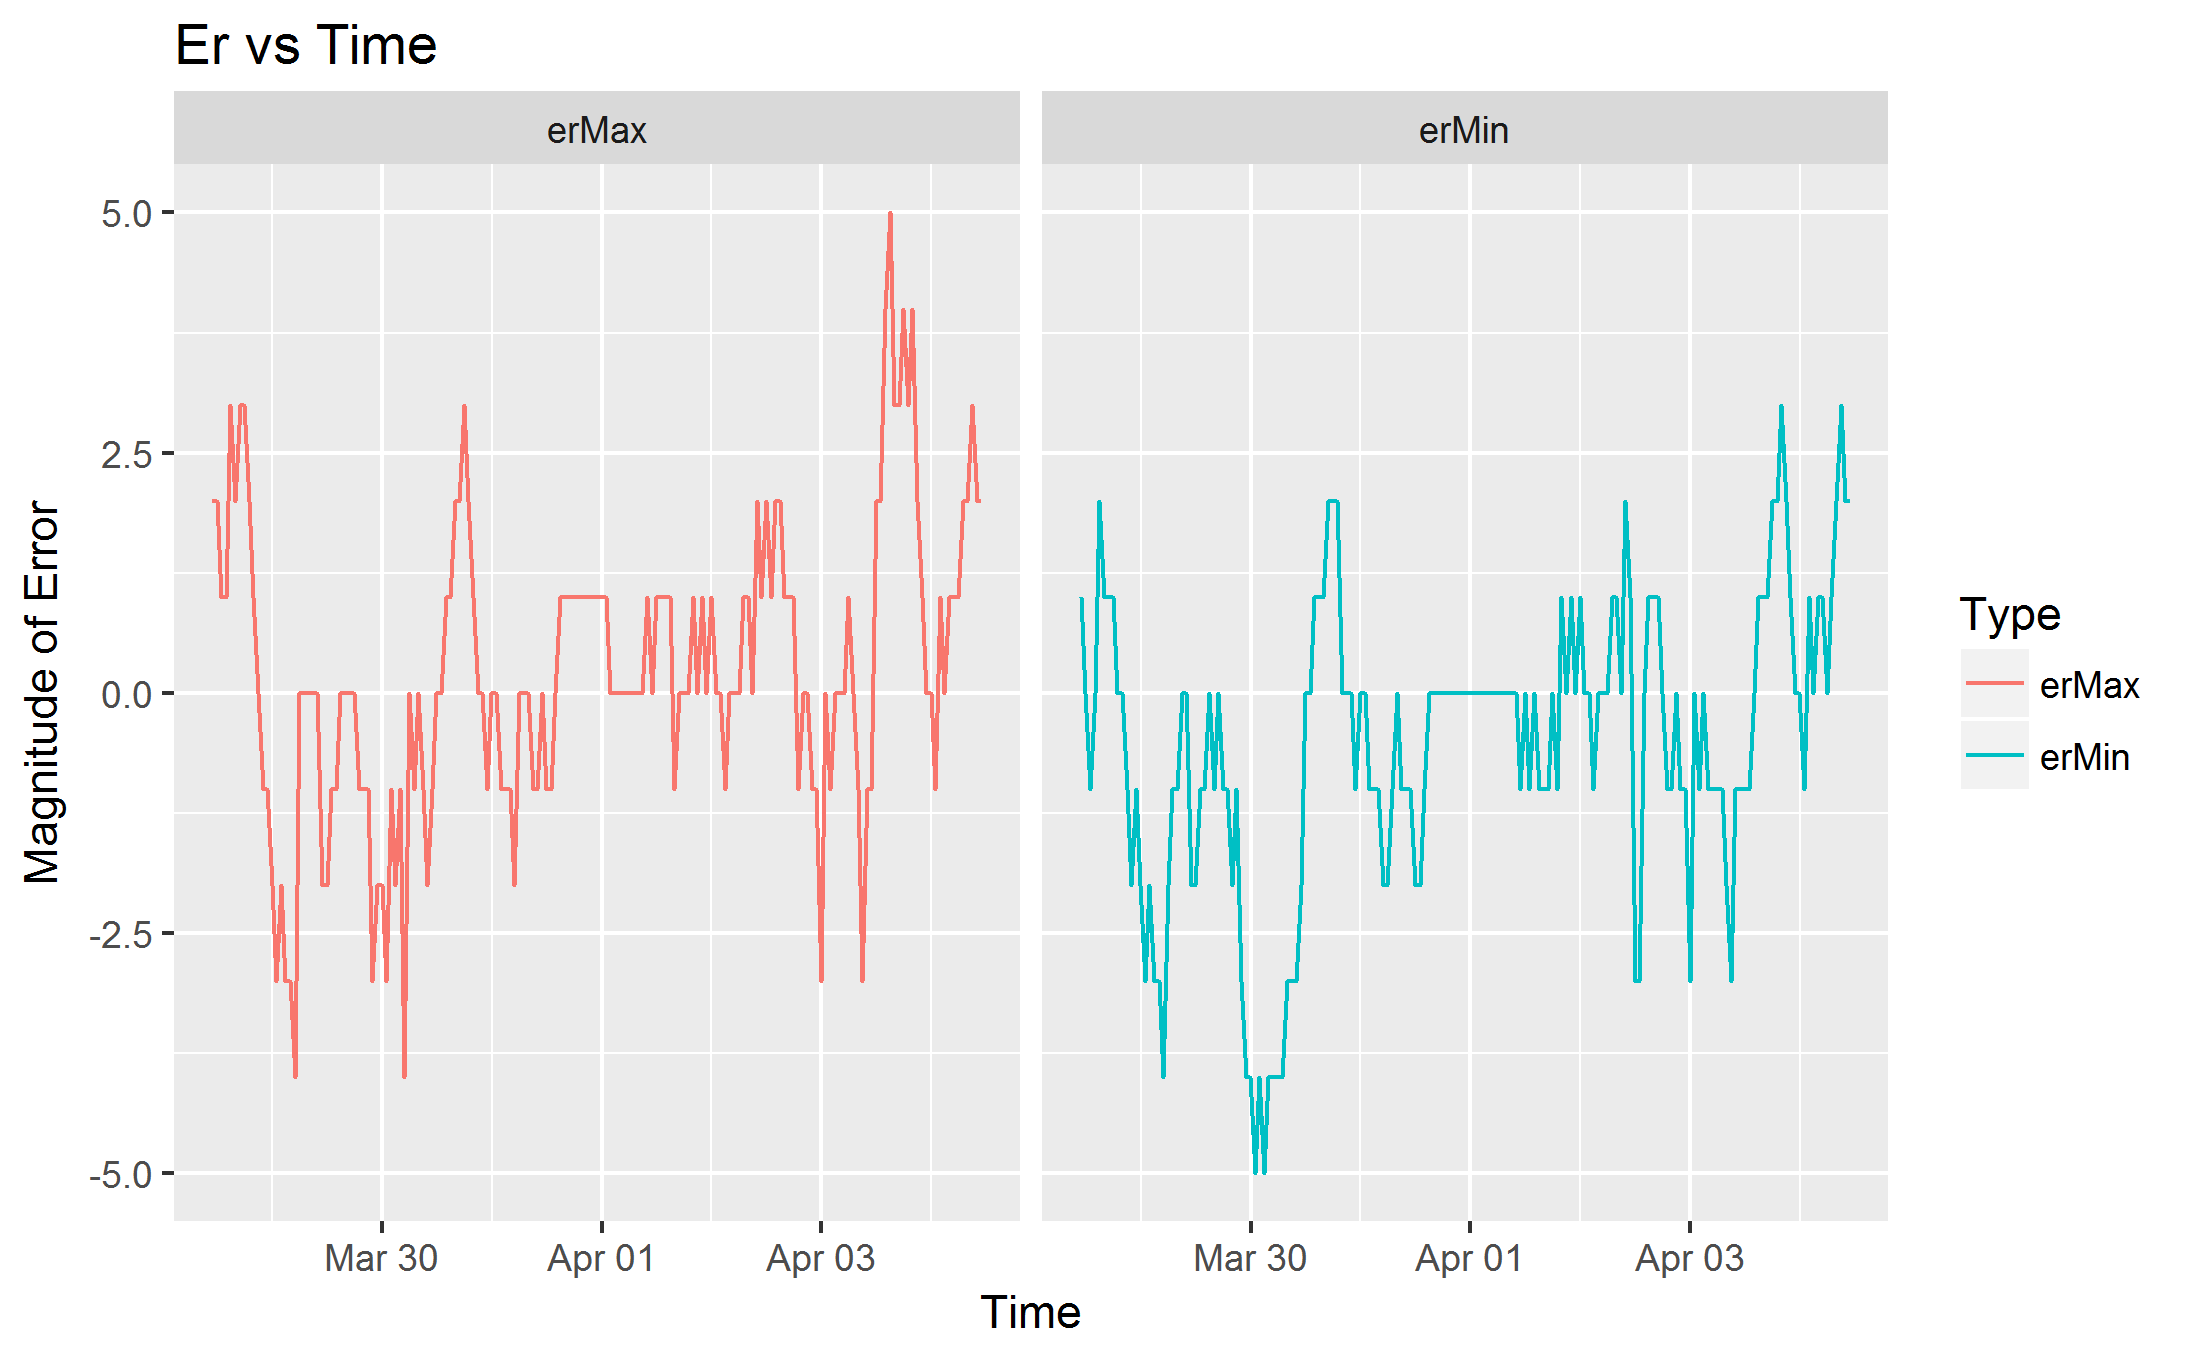 Er vs Time
erMax
erMin
5.0
2.5
0.0
-2.5
-5.0
Magnitude of Error
Mar 30
Apr 01
Apr 03
Mar 30
Apr 01
Apr 03
Time
Type
erMax
erMin